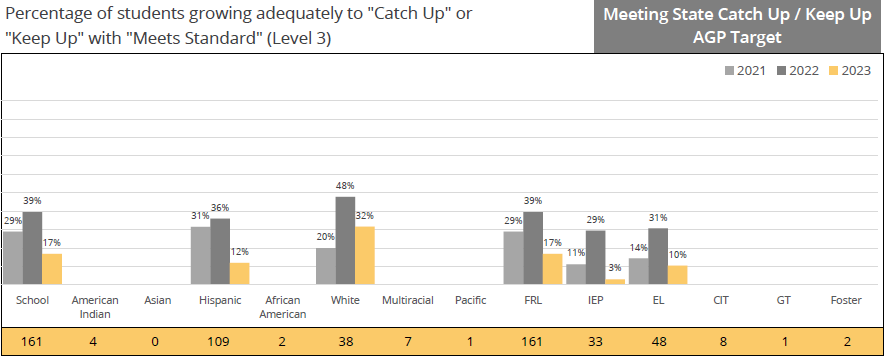 Percentage of students growing adequately to "Catch Up" or
"Keep Up" with "Meets Standard" (Level 3)
Meeting State Catch Up / Keep Up
AGP Target
2021 2022 2023
29% 39% 17%
31% 36% 12%
20% 48% 32%
29% 39% 17%
11% 29% 3%
14% 31% 10%
School American Indian Asian Hispanic African American White Multiracial Pacific FRL IEP EL CIT GT Foster
161 4 0 109 2 38 7 1 161 33 48 8 1 2